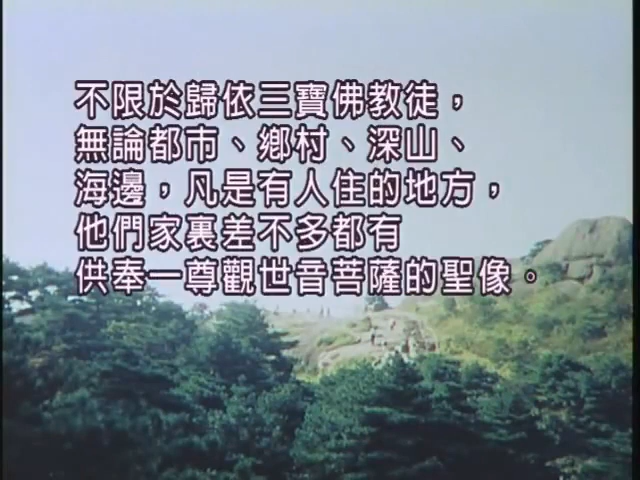 不限於歸依三寶佛教徒，
無論都市、鄉村、深山、
海邊，凡是有人住的地方，
他們家裏差不多都有
供奉一尊觀世音菩薩的聖像。